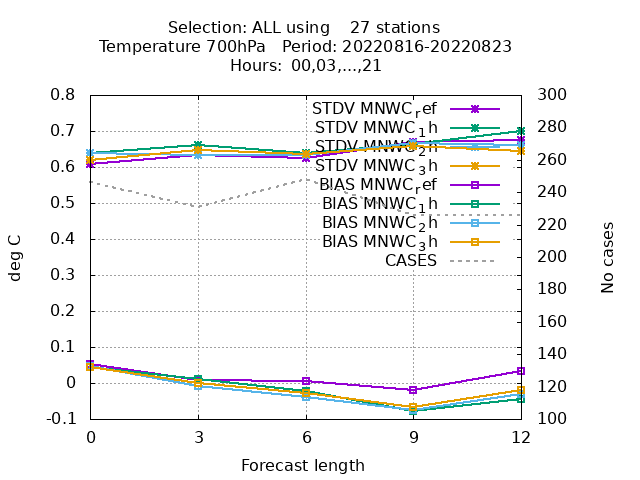 Selection: ALL using 27 stations
Temperature 700hPa Period: 20220816-20220823
Hours: 00,03,...,21
0.8
0.7
0.6
0.5
0.4
0.3
0.2
0.1
0
-0.1
deg C
300
280
260
240
220
200
180
160
140
120
100
No cases
STDV MNWC_ref
STDV MNWC_1h
STDV MNWC_2h
STDV MNWC_3h
BIAS MNWC_ref
BIAS MNWC_1h
BIAS MNWC_2h
BIAS MNWC_3h
CASES
0 3 6 9 12
Forecast length